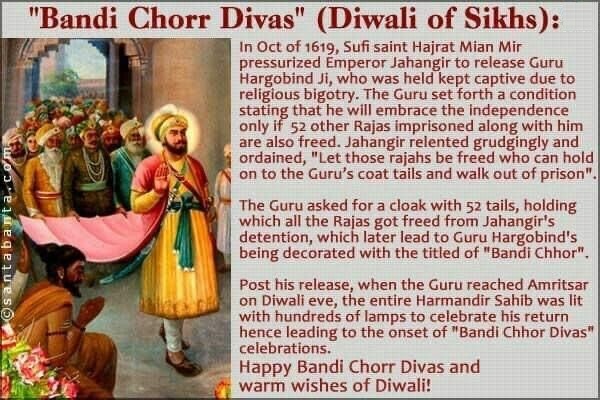 "Bandi Chorr Divas" (Diwali of Sikhs):
In Oct of 1619, Sufi saint Hajrat Mian Mir
pressurized Emperor Jahangir to release Guru
Hargobind Ji, who was held kept captive due to
religious bigotry. The Guru set forth a condition
stating that he will embrace the independence
only if 52 other Rajas imprisoned along with him
are also freed. Jahangir relented grudgingly and
ordained, "Let those rajahs be freed who can hold
on to the Guru's coat tails and walk out of prison".
The Guru asked for a cloak with 52 tails, holding
which all the Rajas got freed from Jahangir's
detention, which later lead to Guru Hargobind's
being decorated with the titled of "Bandi Chhor".
Post his release, when the Guru reached Amritsar
on Diwali eve, the entire Harmandir Sahib was lit
with hundreds of lamps to celebrate his return
hence leading to the onset of "Bandi Chhor Divas"
celebrations.
Happy Bandi Chorr Divas and
warm wishes of Diwali!
©santabanta.com